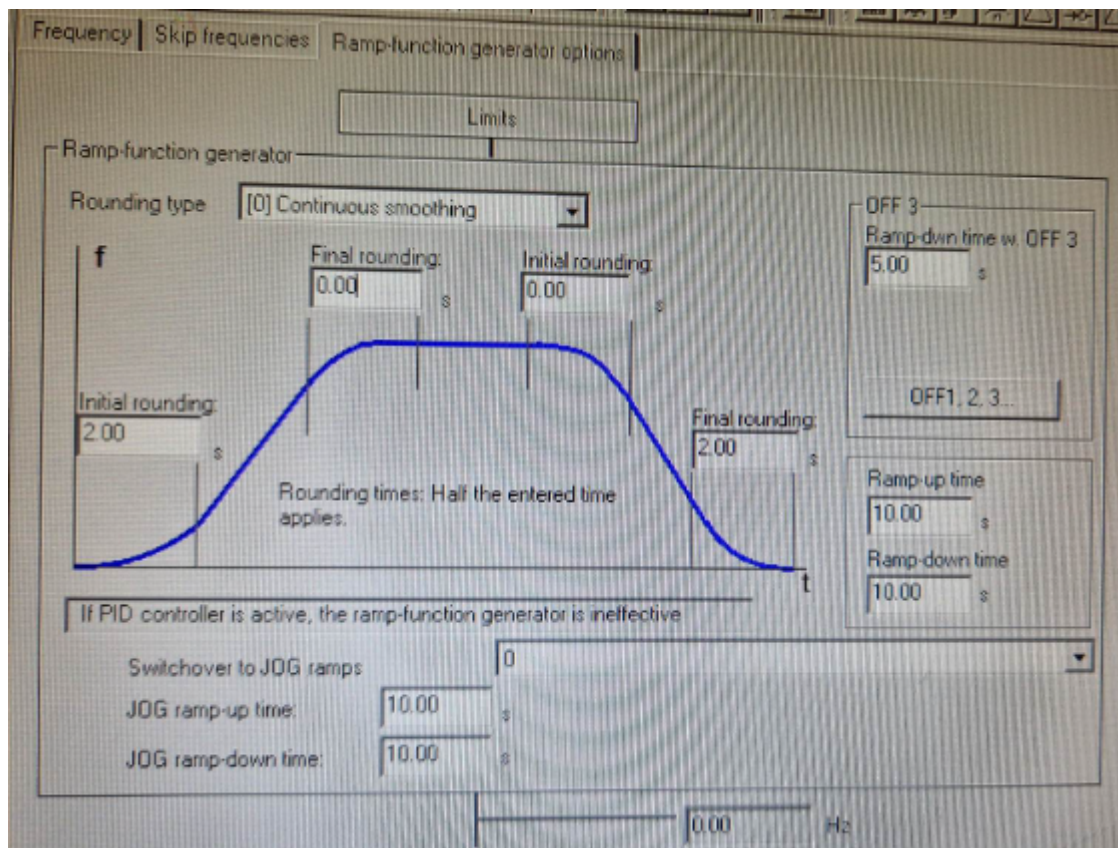 Frequency
Skip frequencies
Ramp-function generator options
Limits
Ramp-function generator
Rounding type
[0] Continuous smoothing
OFF 3
Ramp-dwn time w. OFF 3
5.00 s
f
Final rounding:
0.00 s
Initial rounding:
0.00 s
OFF1, 2, 3...
Initial rounding:
2.00 s
Final rounding:
2.00 s
Rounding times: Half the entered time
applies.
Ramp-up time
10.00 s
Ramp-down time
10.00 s
t
If PID controller is active, the ramp-function generator is ineffective
Switchover to JOG ramps
0
JOG ramp-up time:
10.00 s
JOG ramp-down time:
10.00 s
0.00 Hz